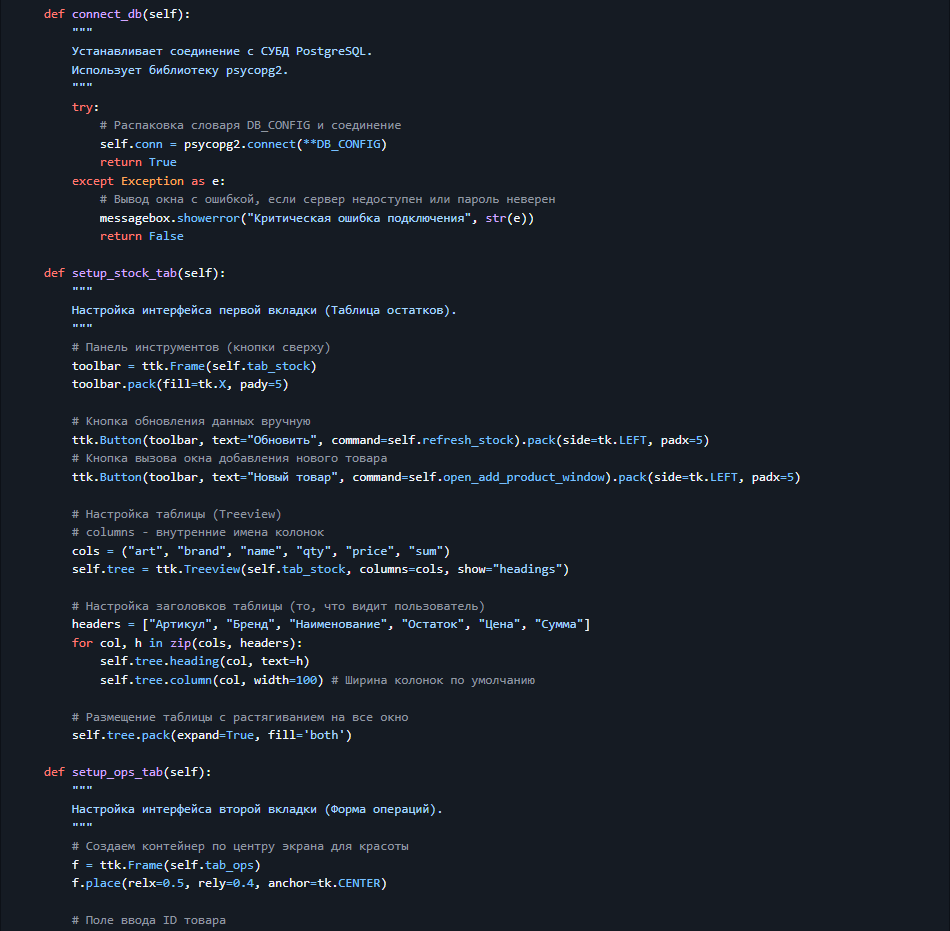 def connect_db(self):
"""
Устанавливает соединение с СУБД PostgreSQL.
Использует библиотеку psycopg2.
"""
try:
# Распаковка словаря DB_CONFIG и соединение
self.conn = psycopg2.connect(**DB_CONFIG)
return True
except Exception as e:
# Вывод окна с ошибкой, если сервер недоступен или пароль неверен
messagebox.showerror("Критическая ошибка подключения", str(e))
return False
def setup_stock_tab(self):
"""
Настройка интерфейса первой вкладки (Таблица остатков).
"""
# Панель инструментов (кнопки сверху)
toolbar = ttk.Frame(self.tab_stock)
toolbar.pack(fill=tk.X, pady=5)
# Кнопка обновления данных вручную
ttk.Button(toolbar, text="Обновить", command=self.refresh_stock).pack(side=tk.LEFT, padx=5)
# Кнопка вызова окна добавления нового товара
ttk.Button(toolbar, text="Новый товар", command=self.open_add_product_window).pack(side=tk.LEFT, padx=5)
# Настройка таблицы (Treeview)
# columns - внутренние имена колонок
cols = ("art", "brand", "name", "qty", "price", "sum")
self.tree = ttk.Treeview(self.tab_stock, columns=cols, show="headings")
# Настройка заголовков таблицы (то, что видит пользователь)
headers = ["Артикул", "Бренд", "Наименование", "Остаток", "Цена", "Сумма"]
for col, h in zip(cols, headers):
self.tree.heading(col, text=h)
self.tree.column(col, width=100) # Ширина колонок по умолчанию
# Размещение таблицы с растягиванием на все окно
self.tree.pack(expand=True, fill='both')
def setup_ops_tab(self):
"""
Настройка интерфейса второй вкладки (Форма операций).
"""
# Создаем контейнер по центру экрана для красоты
f = ttk.Frame(self.tab_ops)
f.place(relx=0.5, rely=0.4, anchor=tk.CENTER)
# Поле ввода ID товара